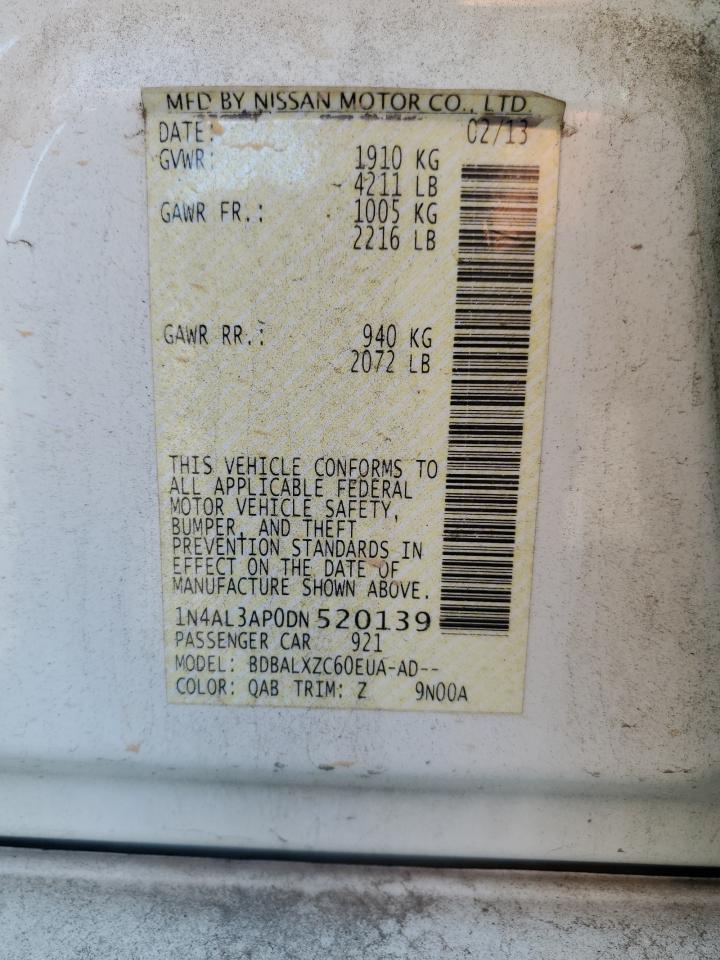 MFD BY NISSAN MOTOR CO., LTD.
DATE: 02/13
GVWR: 1910 KG
4211 LB
GAWR FR.: 1005 KG
2216 LB
GAWR RR.: 940 KG
2072 LB
THIS VEHICLE CONFORMS TO
ALL APPLICABLE FEDERAL
MOTOR VEHICLE SAFETY,
BUMPER, AND THEFT
PREVENTION STANDARDS IN
EFFECT ON THE DATE OF
MANUFACTURE SHOWN ABOVE.
1N4AL3AP0DN 520139
PASSENGER CAR 921
MODEL: BDBALXZC60EUA-AD--
COLOR: QAB TRIM: Z 9N00A